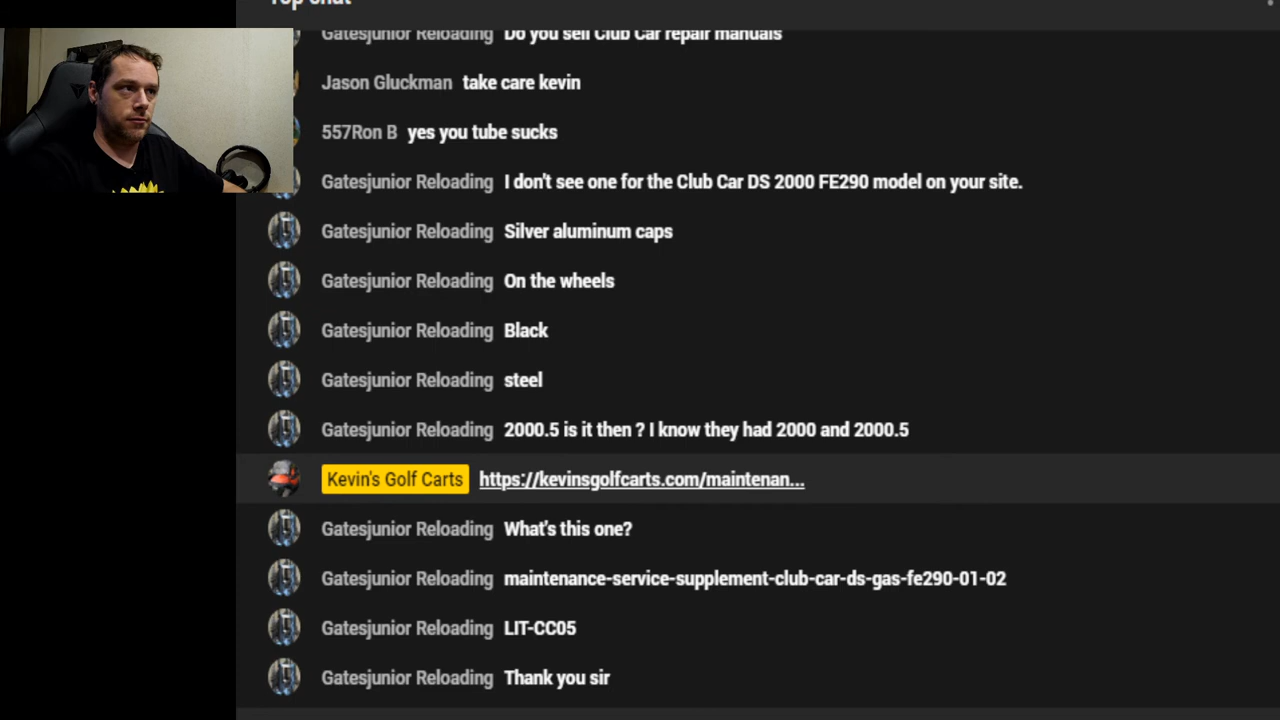 Top chat
Gatesjunior Reloading Do you sell Club Car repair manuals
Jason Gluckman take care kevin
557Ron B yes you tube sucks
Gatesjunior Reloading I don't see one for the Club Car DS 2000 FE290 model on your site.
Gatesjunior Reloading Silver aluminum caps
Gatesjunior Reloading On the wheels
Gatesjunior Reloading Black
Gatesjunior Reloading steel
Gatesjunior Reloading 2000.5 is it then ? I know they had 2000 and 2000.5
Kevin's Golf Carts https://kevinsgolfcarts.com/maintenan...
Gatesjunior Reloading What's this one?
Gatesjunior Reloading maintenance-service-supplement-club-car-ds-gas-fe290-01-02
Gatesjunior Reloading LIT-CC05
Gatesjunior Reloading Thank you sir